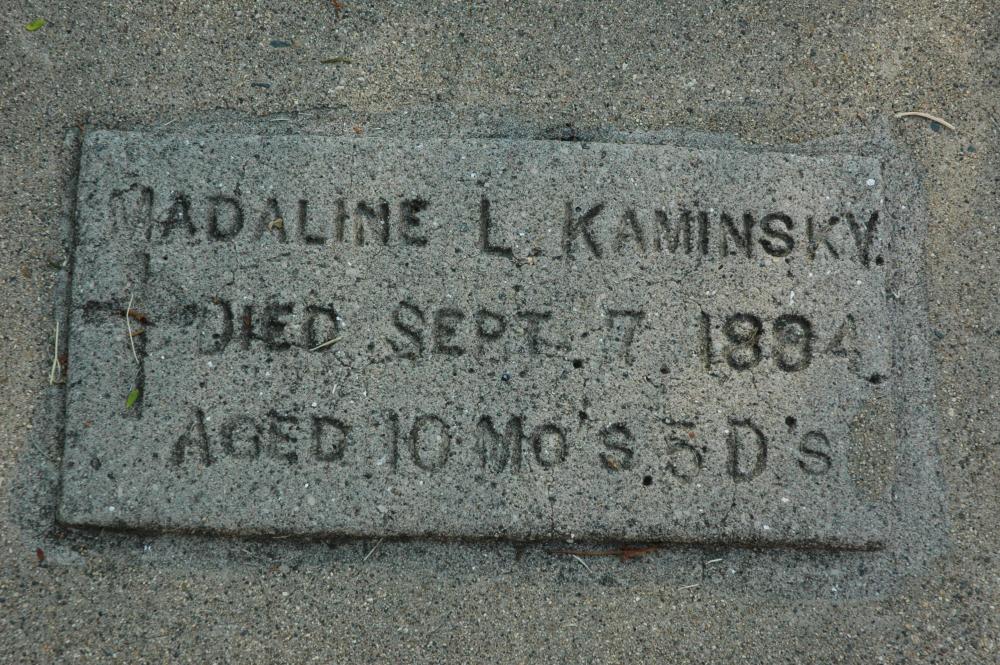 MADALINE L. KAMINSKY.
DIED SEPT. 7 1894
AGED 10 MO'S. 5 D'S